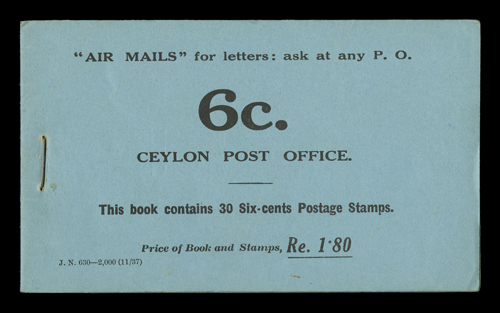 "AIR MAILS" for letters: ask at any P. O.
6c.
CEYLON POST OFFICE.
This book contains 30 Six-cents Postage Stamps.
Price of Book and Stamps, Re. 1·80
J. N. 630—2,000 (11/37)